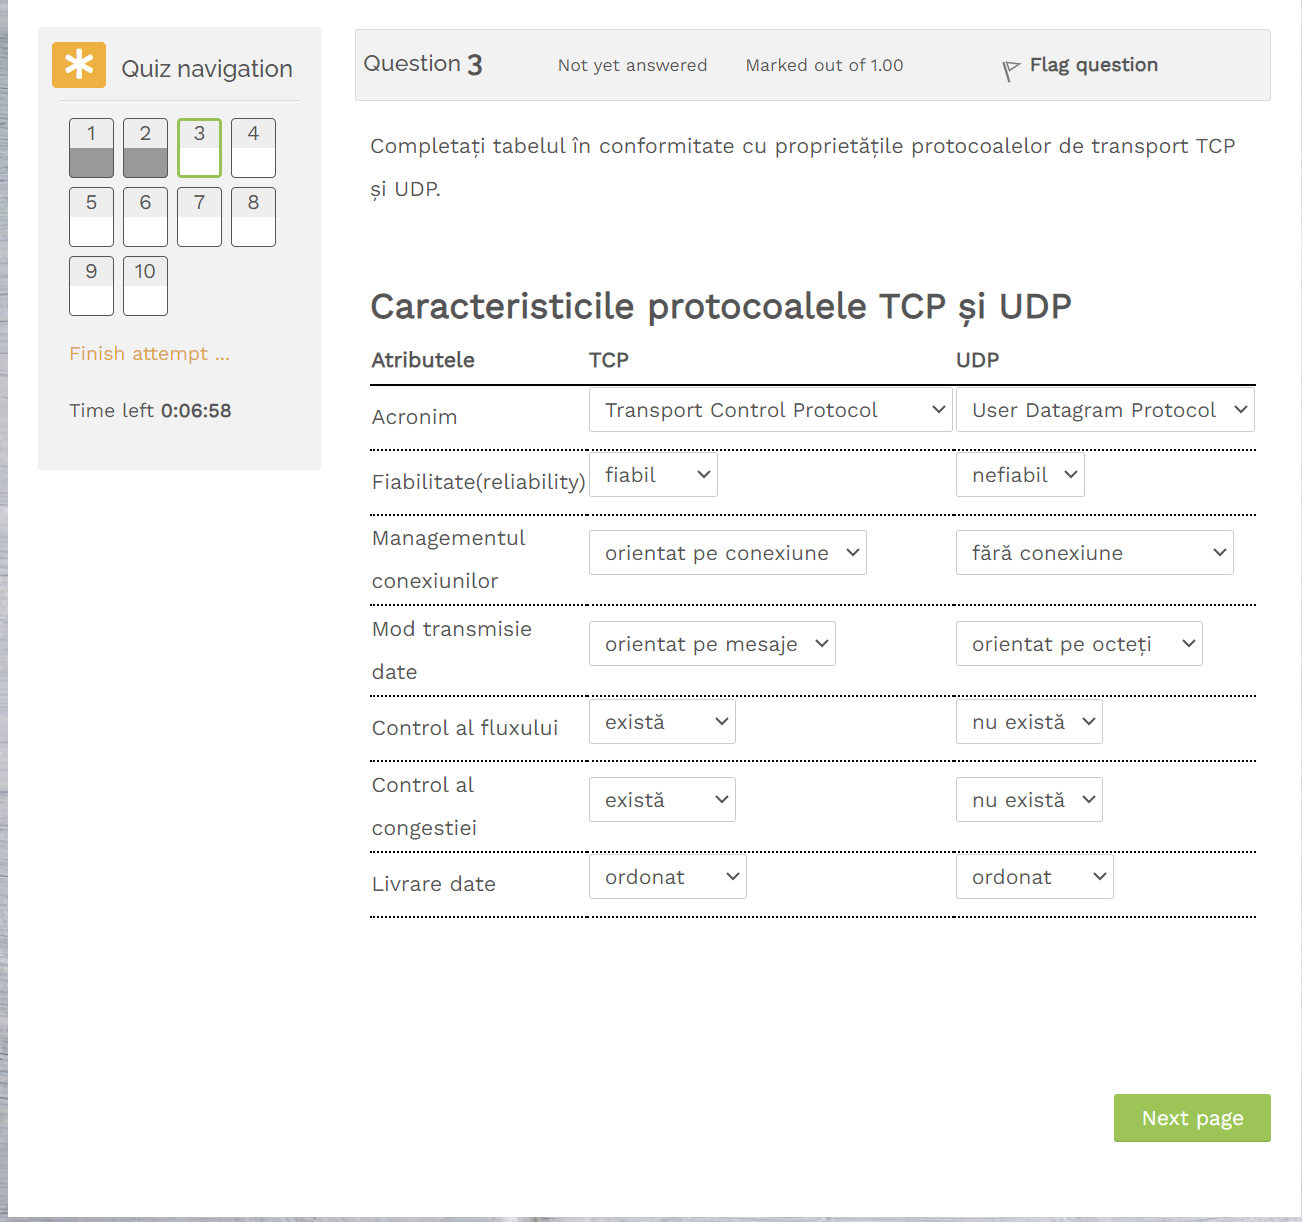 Quiz navigation
1 2 3 4
5 6 7 8
9 10
Finish attempt ...
Time left 0:06:58
Question 3 Not yet answered Marked out of 1.00 Flag question
Completați tabelul în conformitate cu proprietățile protocoalelor de transport TCP
și UDP.
Caracteristicile protocoalele TCP și UDP
Atributele TCP UDP
Acronim Transport Control Protocol User Datagram Protocol
Fiabilitate(reliability) fiabil nefiabil
Managementul
conexiunilor orientat pe conexiune fără conexiune
Mod transmisie
date orientat pe mesaje orientat pe octeți
Control al fluxului există nu există
Control al
congestiei există nu există
Livrare date ordonat ordonat
Next page